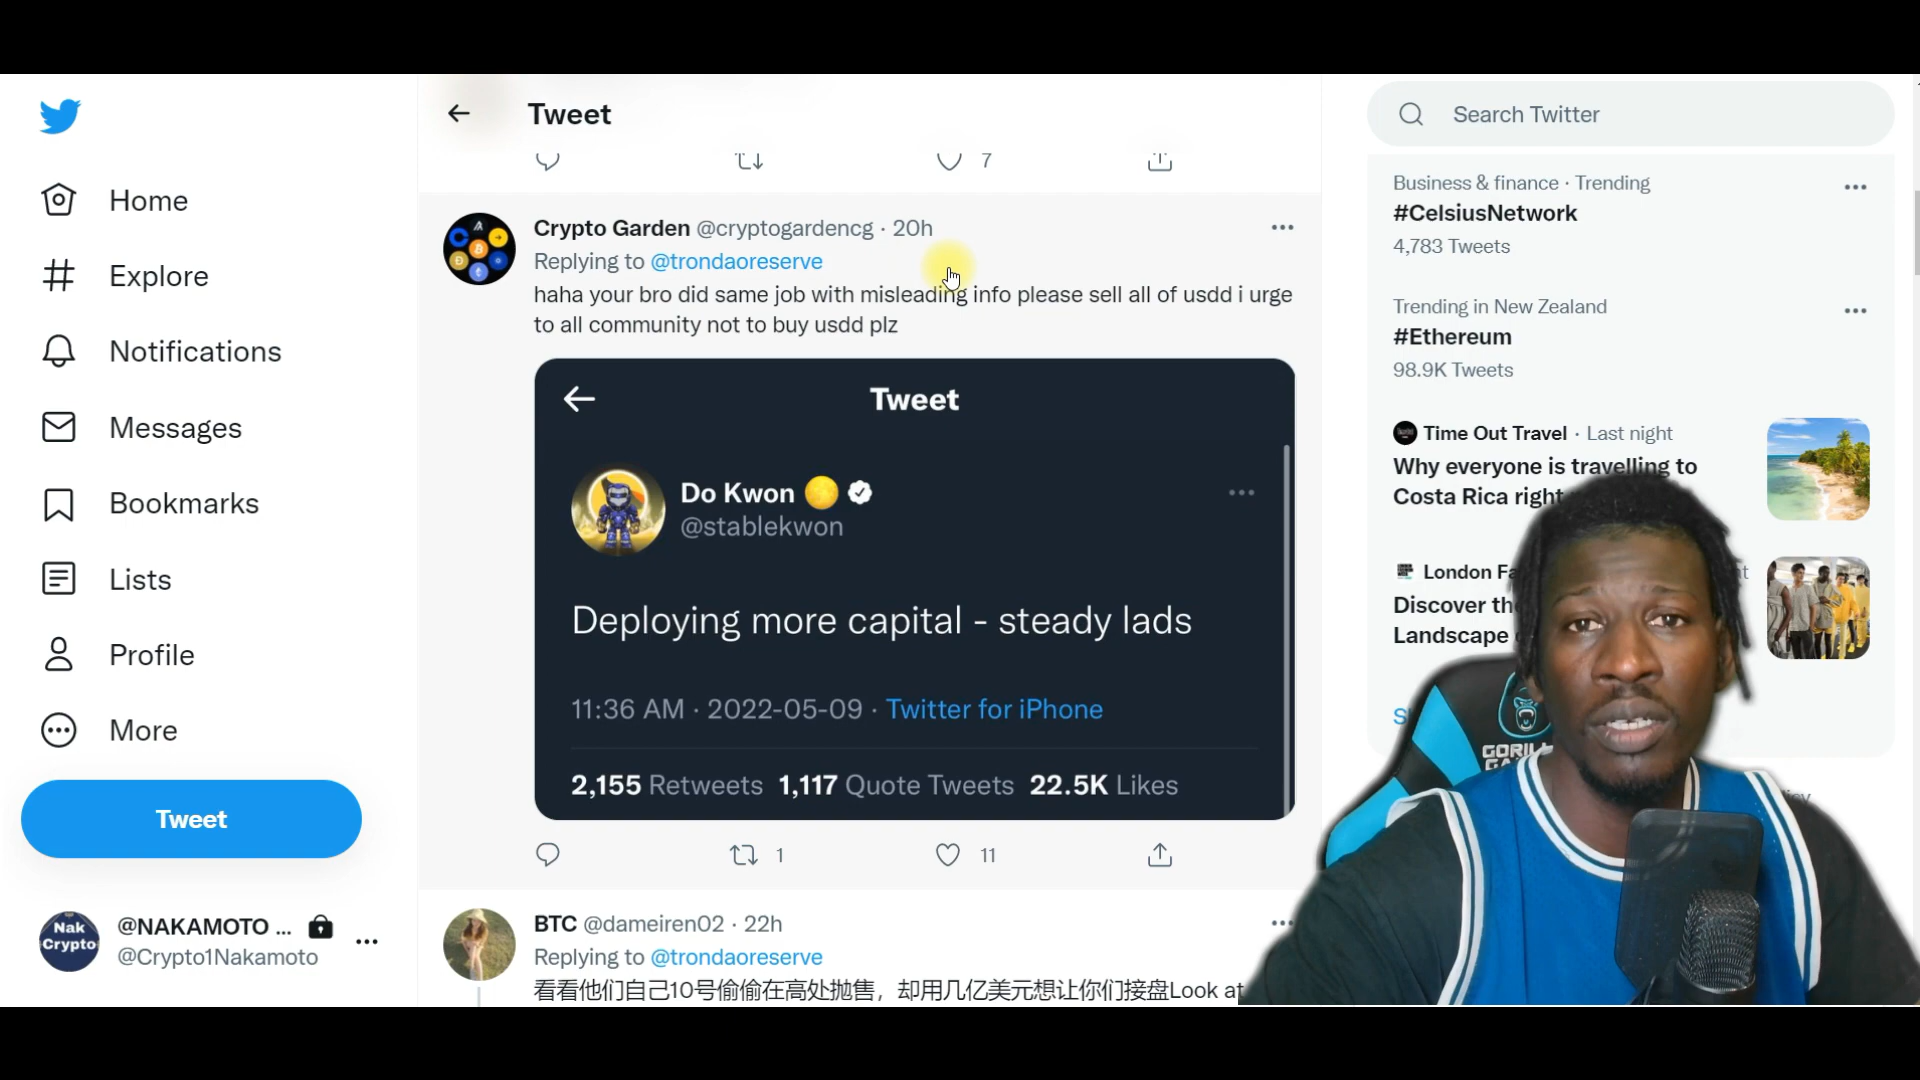 Tweet
Search Twitter
7
Home
Explore
Notifications
Messages
Bookmarks
Lists
Profile
More
Tweet
@NAKAMOTO ...
@Crypto1Nakamoto
Nak
Crypto
Crypto Garden @cryptogardencg · 20h
Replying to @trondaoreserve
haha your bro did same job with misleading info please sell all of usdd i urge
to all community not to buy usdd plz
Tweet
Do Kwon
@stablekwon
Deploying more capital - steady lads
11:36 AM · 2022-05-09 · Twitter for iPhone
2,155 Retweets 1,117 Quote Tweets 22.5K Likes
1
11
BTC @dameiren02 · 22h
Replying to @trondaoreserve
看看他们自己10号偷偷在高处抛售，却用几亿美元想让你们接盘Look at
Business & finance · Trending
#CelsiusNetwork
4,783 Tweets
Trending in New Zealand
#Ethereum
98.9K Tweets
Time Out Travel · Last night
Why everyone is travelling to
Costa Rica right
London Fa
Discover th
Landscape